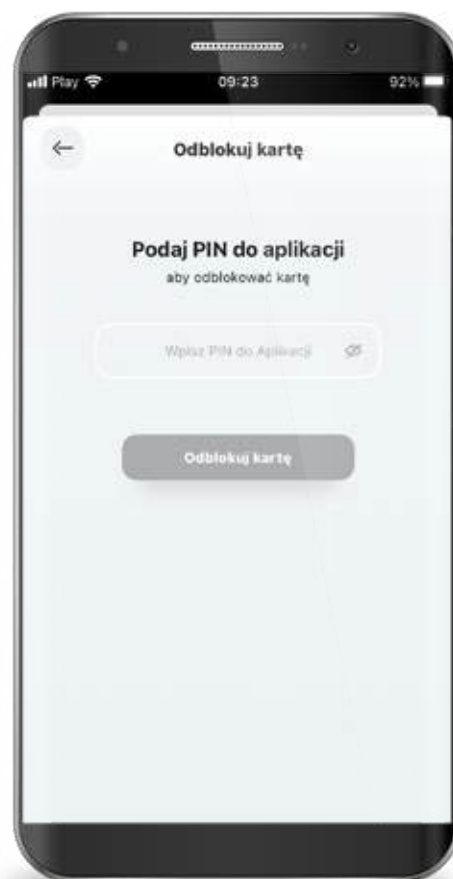 Play 09:23 92%
Odblokuj kartę
Podaj PIN do aplikacji
aby odblokować kartę
Wpisz PIN do Aplikacji
Odblokuj kartę